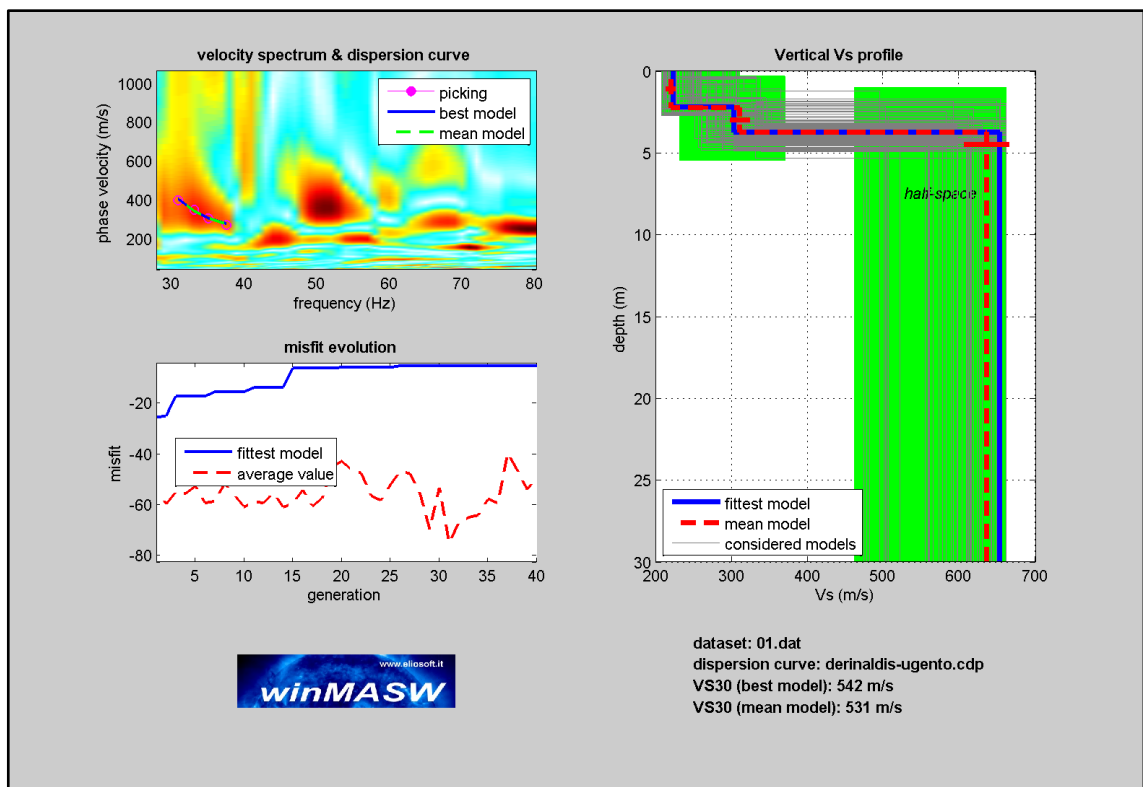 velocity spectrum & dispersion curve
1000
800
600
400
200
phase velocity (m/s)
picking
best model
mean model
30
40
50
60
70
80
frequency (Hz)
misfit evolution
-20
-40
-60
-80
misfit
fittest model
average value
5
10
15
20
25
30
35
40
generation
www.eliosoft.it
winMASW
Vertical Vs profile
0
5
10
15
20
25
30
depth (m)
half-space
fittest model
mean model
considered models
200
300
400
500
600
700
Vs (m/s)
dataset: 01.dat
dispersion curve: derinaldis-ugento.cdp
VS30 (best model): 542 m/s
VS30 (mean model): 531 m/s